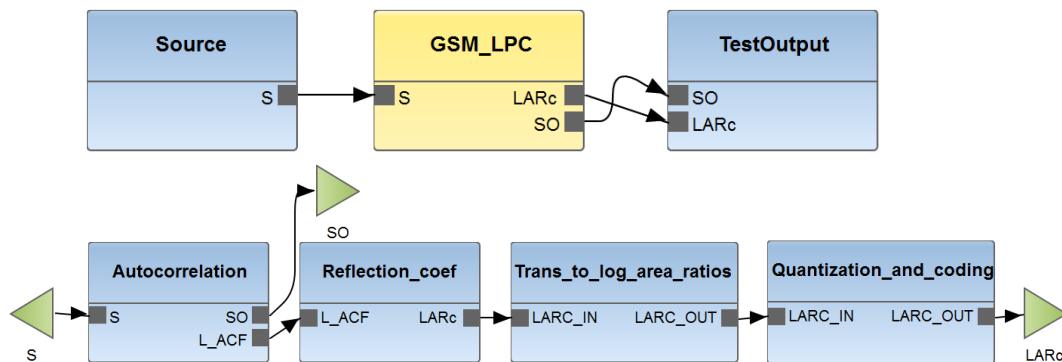 Source
S
GSM_LPC
S
LARc
SO
TestOutput
SO
LARc
SO
S
Autocorrelation
S
SO
L_ACF
Reflection_coef
L_ACF
LARc
Trans_to_log_area_ratios
LARC_IN
LARC_OUT
Quantization_and_coding
LARC_IN
LARC_OUT
LARc